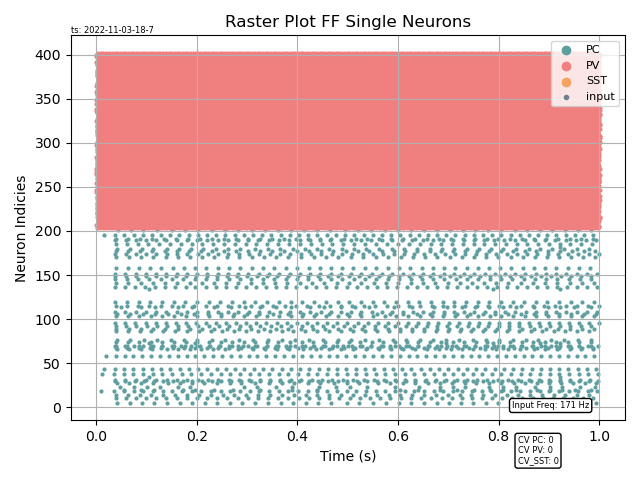 Raster Plot FF Single Neurons
ts: 2022-11-03-18-7
PC
PV
SST
input
Neuron Indicies
400
350
300
250
200
150
100
50
0
Input Freq: 171 Hz
0.0 0.2 0.4 0.6 0.8 1.0
Time (s)
CV PC: 0
CV PV: 0
CV_SST: 0